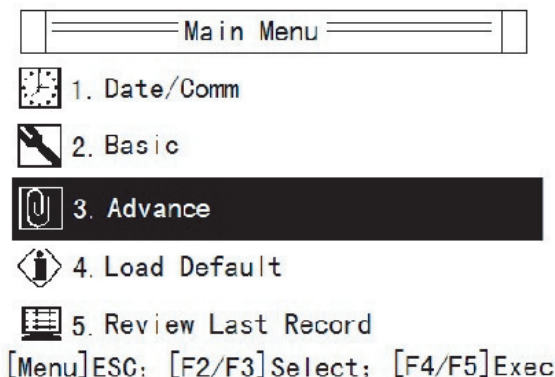 Main Menu
1. Date/Comm
2. Basic
3. Advance
4. Load Default
5. Review Last Record
[Menu]ESC; [F2/F3]Select; [F4/F5]Exec